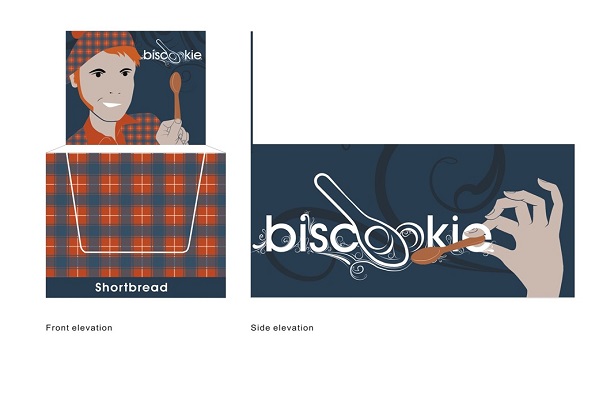 biscookie
biscookie
Shortbread
Front elevation
Side elevation